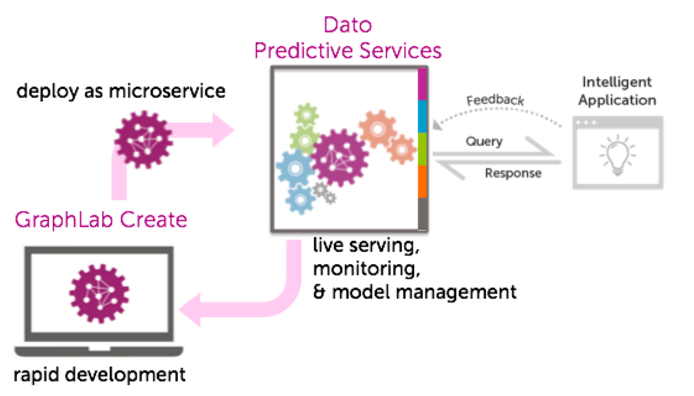 Dato
Predictive Services
deploy as microservice
Feedback
Intelligent
Application
Query
Response
GraphLab Create
live serving,
monitoring,
& model management
rapid development